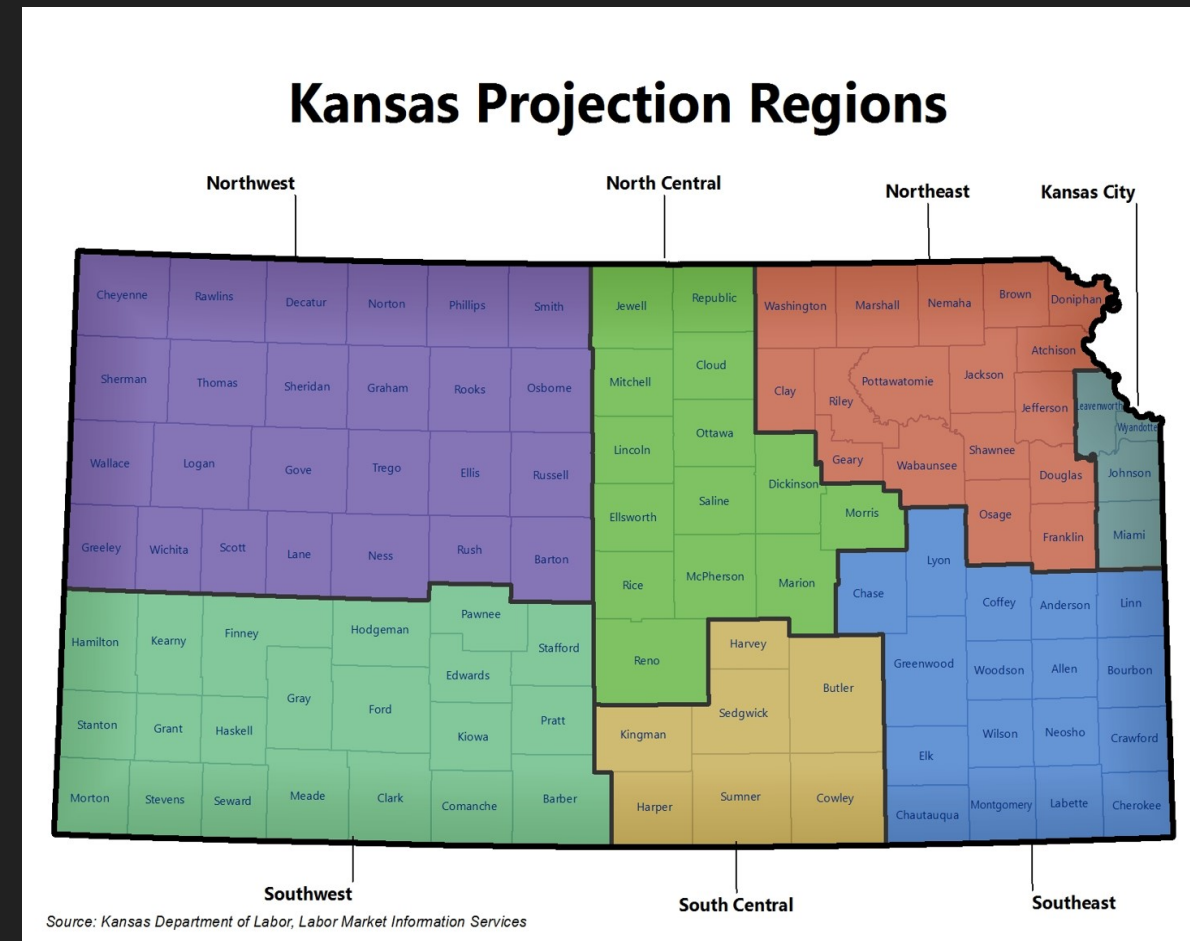 Kansas Projection Regions
Northwest
North Central
Northeast
Kansas City
Cheyenne
Rawlins
Decatur
Norton
Phillips
Smith
Jewell
Republic
Washington
Marshall
Nemaha
Brown
Doniphan
Sherman
Thomas
Sheridan
Graham
Rooks
Osborne
Mitchell
Cloud
Clay
Riley
Pottawatomie
Jackson
Atchison
Jefferson
Leavenworth
Wyandotte
Wallace
Logan
Gove
Trego
Ellis
Russell
Lincoln
Ottawa
Geary
Wabaunsee
Shawnee
Douglas
Johnson
Ellsworth
Saline
Dickinson
Morris
Osage
Franklin
Miami
Greeley
Wichita
Scott
Lane
Ness
Rush
Barton
Rice
McPherson
Marion
Chase
Lyon
Coffey
Anderson
Linn
Hamilton
Kearny
Finney
Hodgeman
Pawnee
Stafford
Edwards
Reno
Harvey
Butler
Greenwood
Woodson
Allen
Bourbon
Stanton
Grant
Haskell
Gray
Ford
Kiowa
Pratt
Kingman
Sedgwick
Elk
Wilson
Neosho
Crawford
Morton
Stevens
Seward
Meade
Clark
Comanche
Barber
Harper
Sumner
Cowley
Chautauqua
Montgomery
Labette
Cherokee
Southwest
South Central
Southeast
Source: Kansas Department of Labor, Labor Market Information Services